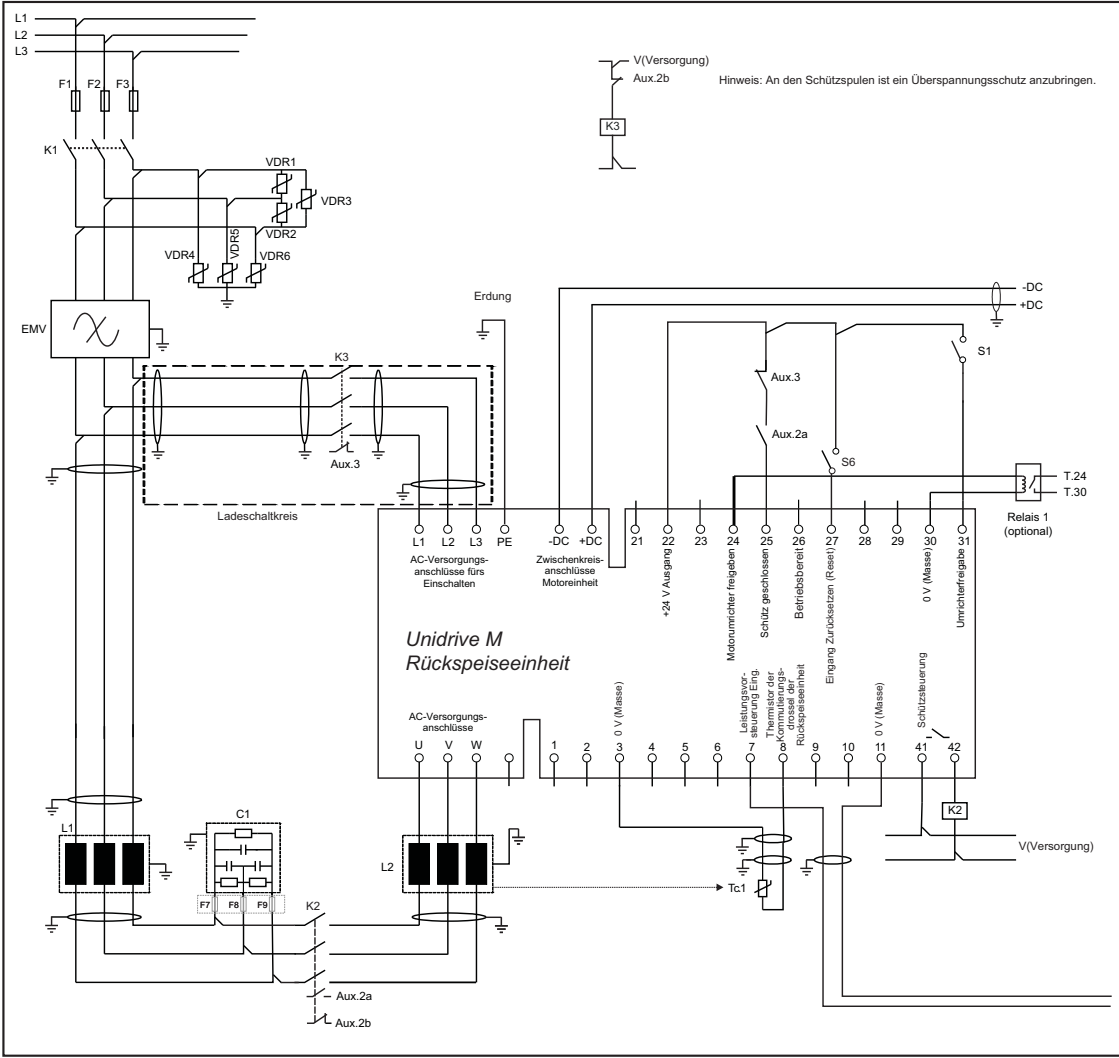 L1
L2
L3
F1
F2
F3
K1
VDR1
VDR3
VDR2
VDR4
VDR5
VDR6
V(Versorgung)
Aux.2b
K3
Hinweis: An den Schützspulen ist ein Überspannungsschutz anzubringen.
EMV
K3
Aux.3
Ladeschaltkreis
Erdung
-DC
+DC
S1
Aux.3
Aux.2a
S6
T.24
T.30
Relais 1
(optional)
L1
L2
L3
PE
-DC
+DC
21
22
23
24
25
26
27
28
29
30
31
AC-Versorgungs-
anschlüsse fürs
Einschalten
Zwischenkreis-
anschlüsse
Motoreinheit
+24 V Ausgang
Motorumrichter freigeben
Schütz geschlossen
Betriebsbereit
Eingang Zurücksetzen (Reset)
0 V (Masse)
Umrichterfreigabe
Unidrive M
Rückspeiseeinheit
AC-Versorgungs-
anschlüsse
U
V
W
0 V (Masse)
Leistungsvor-
steuerung Eing.
Thermistor der
Kommutierungs-
drossel der
Rückspeiseeinheit
0 V (Masse)
Schützsteuerung
1
2
3
4
5
6
7
8
9
10
11
41
42
K2
V(Versorgung)
L1
C1
F7
F8
F9
K2
Aux.2a
Aux.2b
L2
Tc1